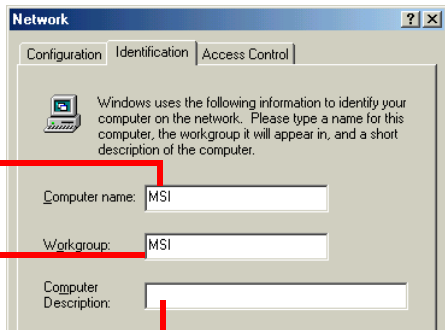 Network
Configuration Identification Access Control
Windows uses the following information to identify your
computer on the network. Please type a name for this
computer, the workgroup it will appear in, and a short
description of the computer.
Computer name: MSI
Workgroup: MSI
Computer
Description: